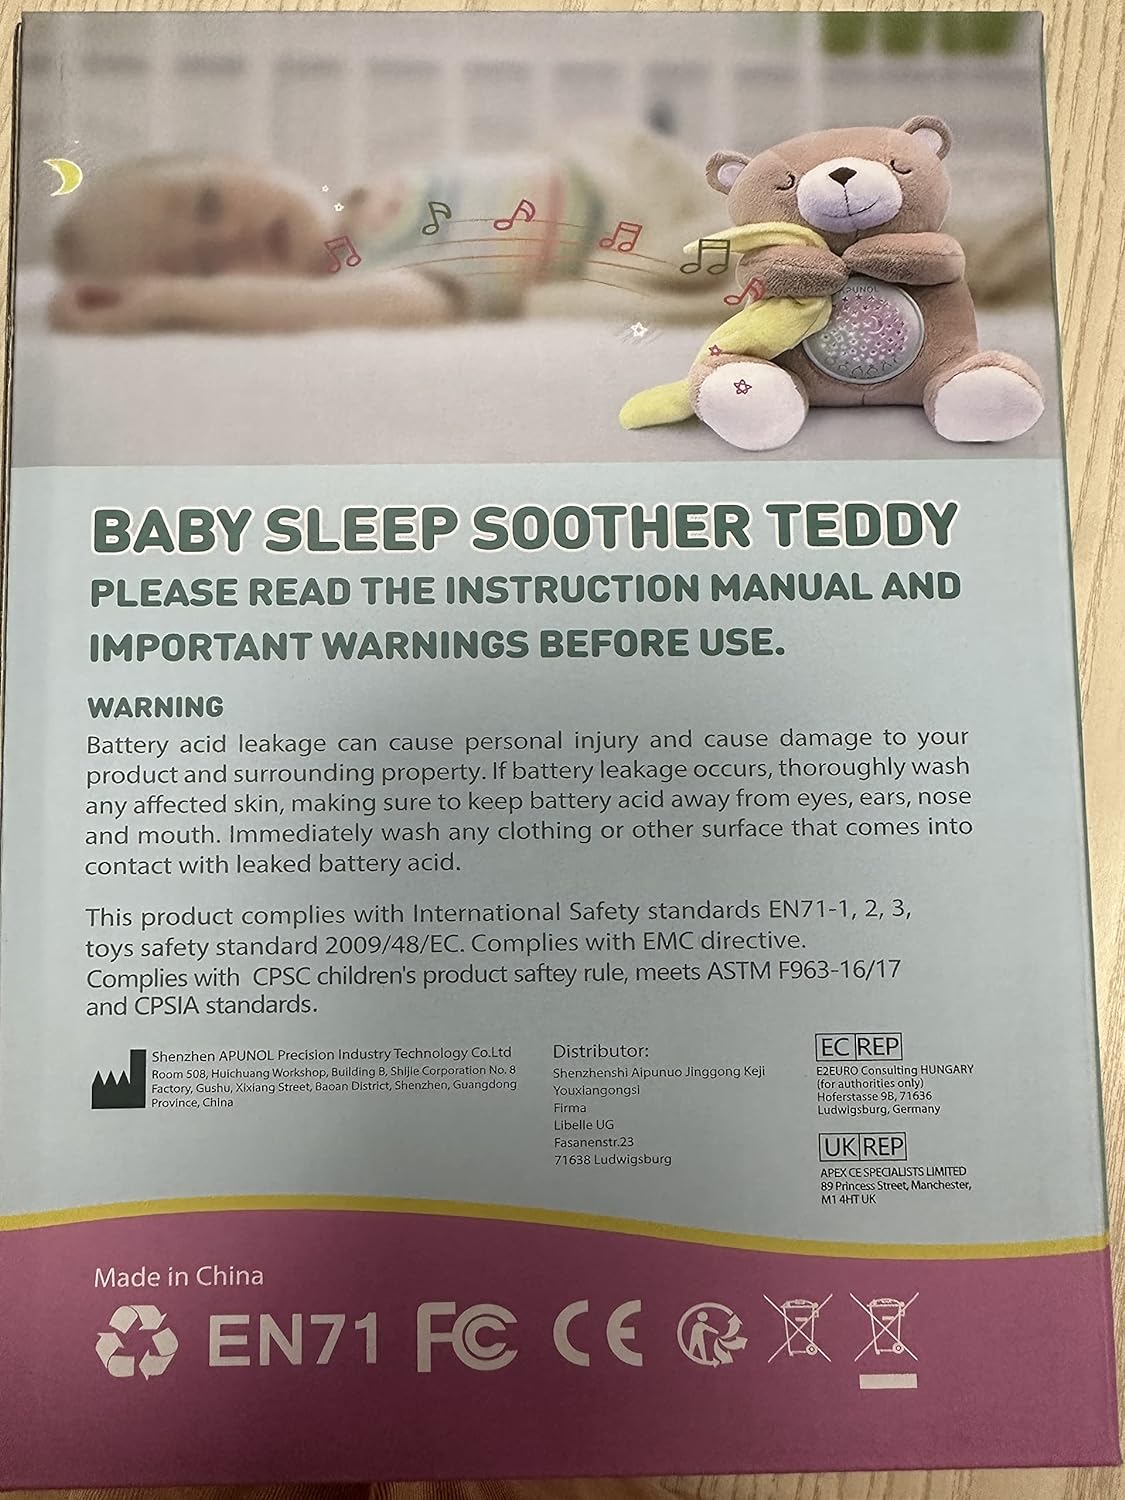 APUNOL
BABY SLEEP SOOTHER TEDDY
PLEASE READ THE INSTRUCTION MANUAL AND
IMPORTANT WARNINGS BEFORE USE.
WARNING
Battery acid leakage can cause personal injury and cause damage to your
product and surrounding property. If battery leakage occurs, thoroughly wash
any affected skin, making sure to keep battery acid away from eyes, ears, nose
and mouth. Immediately wash any clothing or other surface that comes into
contact with leaked battery acid.
This product complies with International Safety standards EN71-1, 2, 3,
toys safety standard 2009/48/EC. Complies with EMC directive.
Complies with CPSC children's product saftey rule, meets ASTM F963-16/17
and CPSIA standards.
Shenzhen APUNOL Precision Industry Technology Co.Ltd
Room 508, Huichuang Workshop, Building B, Shijie Corporation No. 8
Factory, Gushu, Xixiang Street, Baoan District, Shenzhen, Guangdong
Province, China
Distributor:
Shenzhenshi Aipunuo Jinggong Keji
Youxiangongsi
Firma
Libelle UG
Fasanenstr.23
71638 Ludwigsburg
EC REP
E2EURO Consulting HUNGARY
(for authorities only)
Hoferstasse 9B, 71636
Ludwigsburg, Germany
UK REP
APEX CE SPECIALISTS LIMITED
89 Princess Street, Manchester,
M1 4HT UK
Made in China
EN71 FC CE